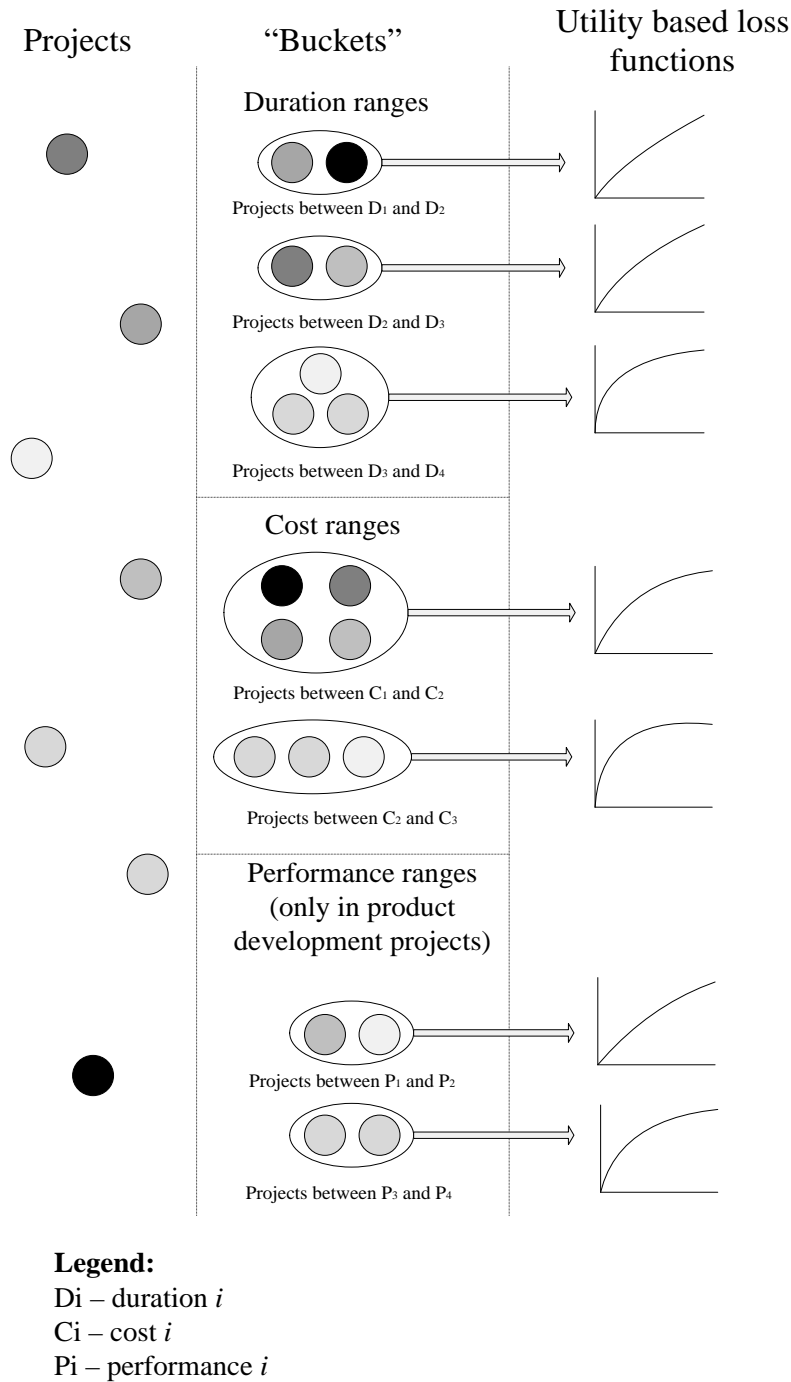 Projects
“Buckets”
Utility based loss
functions
Duration ranges
Projects between D₁ and D₂
Projects between D₂ and D₃
Projects between D₃ and D₄
Cost ranges
Projects between C₁ and C₂
Projects between C₂ and C₃
Performance ranges
(only in product
development projects)
Projects between P₁ and P₂
Projects between P₃ and P₄
Legend:
Di – duration i
Ci – cost i
Pi – performance i